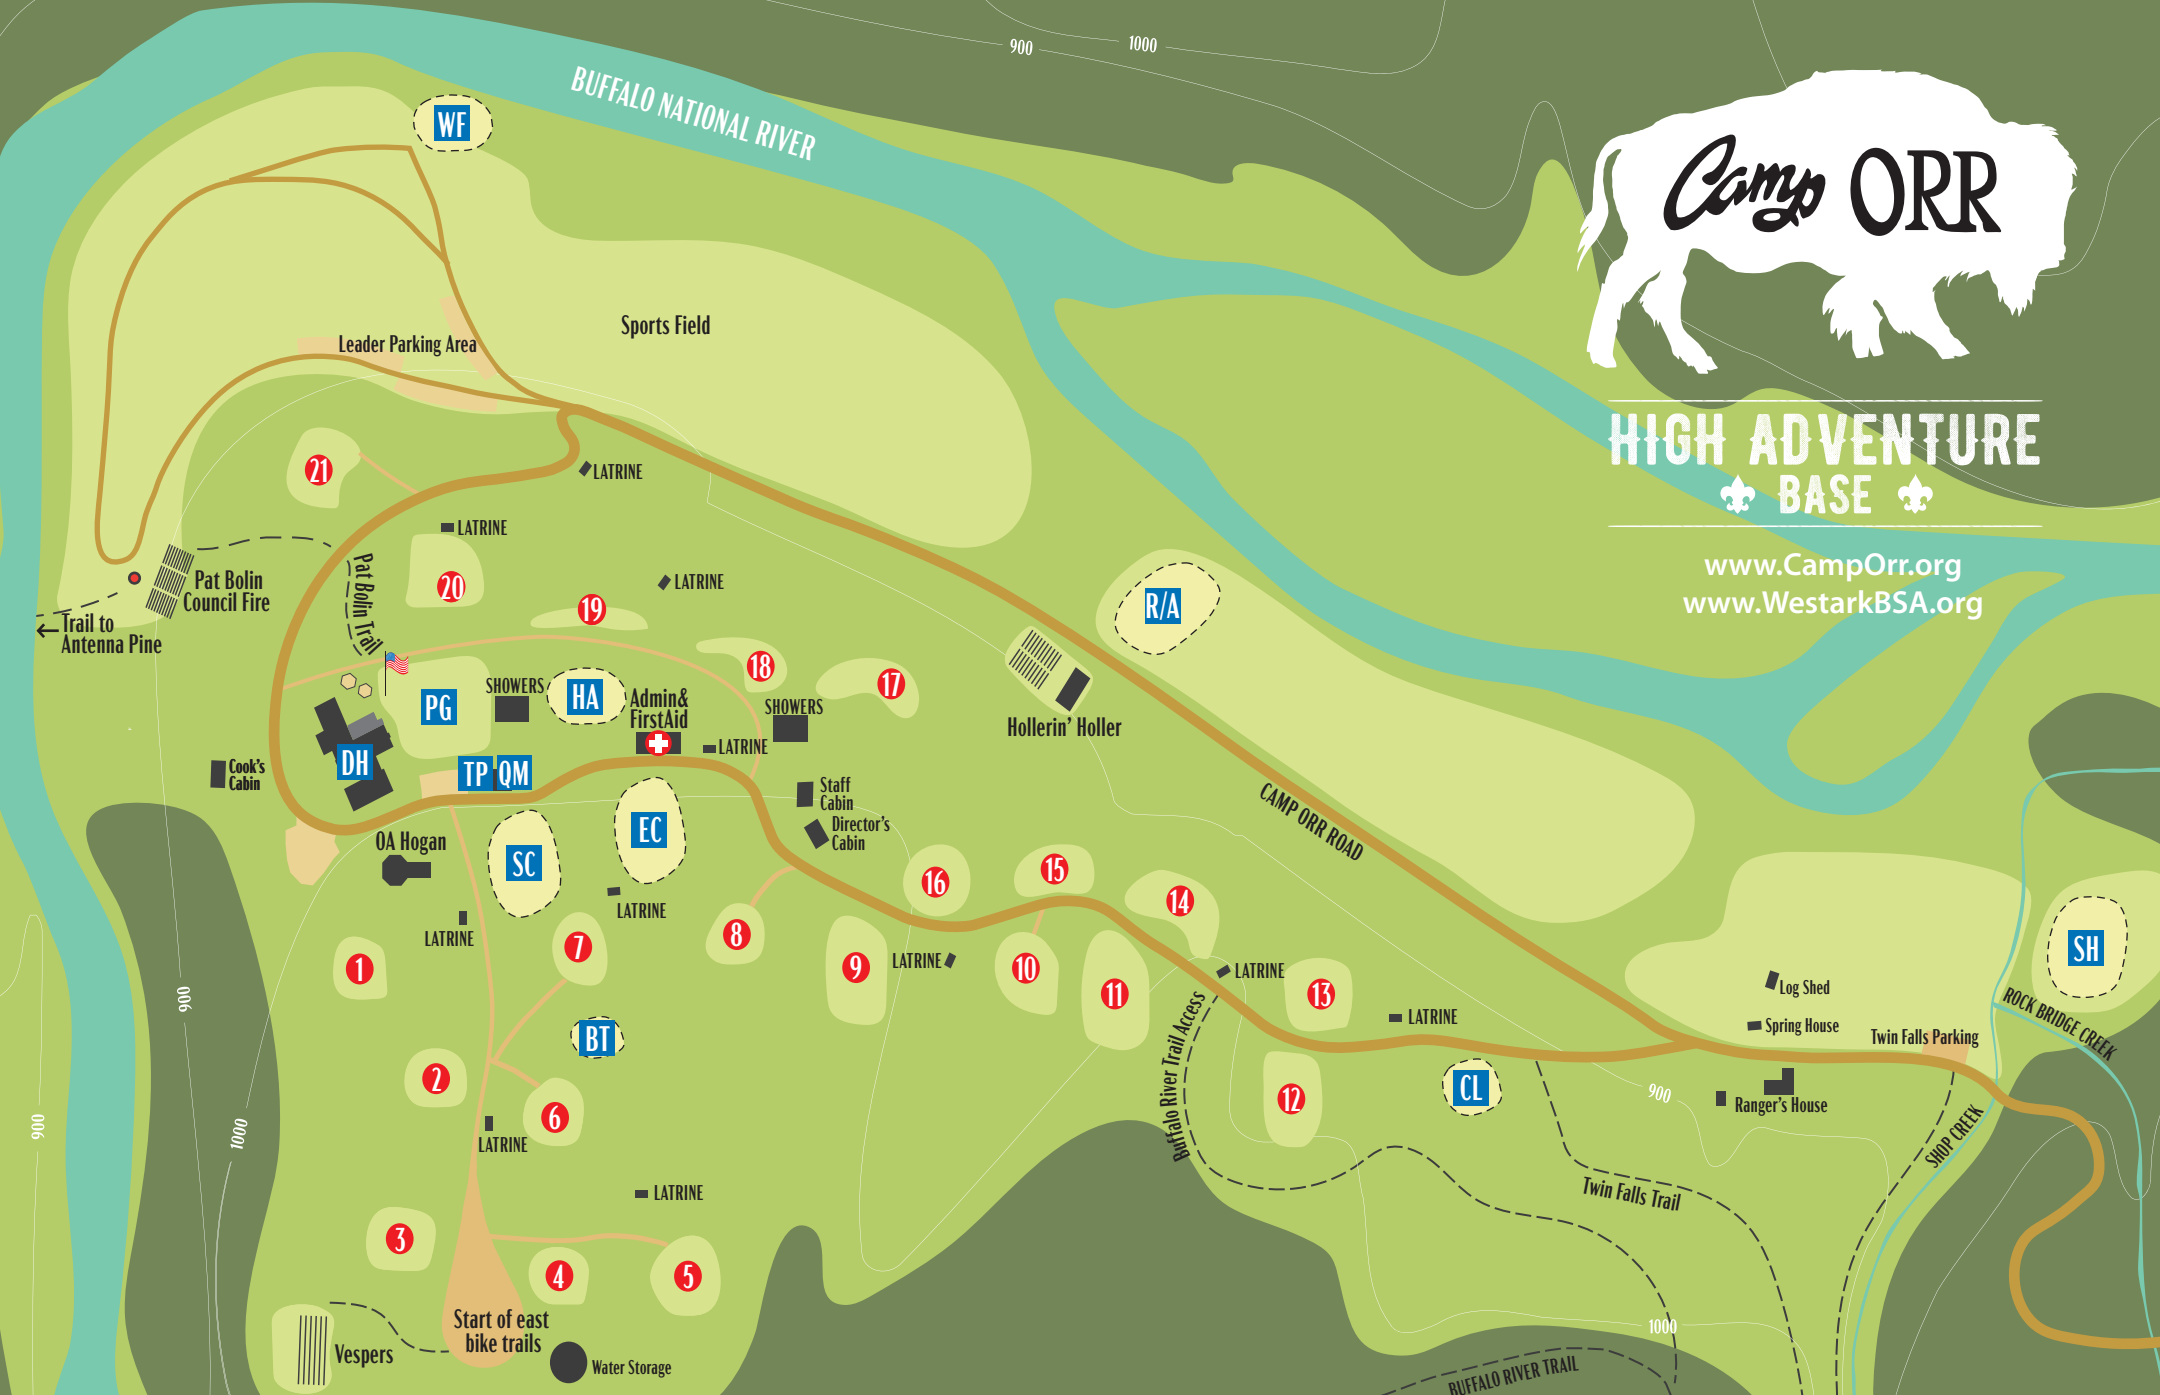 900
1000
WF
BUFFALO NATIONAL RIVER
Camp ORR
HIGH ADVENTURE
BASE
www.CampOrr.org
www.WestarkBSA.org
Sports Field
Leader Parking Area
21
LATRINE
LATRINE
Pat Bolin
Council Fire
Pat Bolin Trail
20
LATRINE
19
R/A
Trail to
Antenna Pine
18
17
SHOWERS
HA
Admin&
FirstAid
PG
SHOWERS
Hollerin' Holler
LATRINE
DH
TP
QM
Cook's
Cabin
Staff
Cabin
Director's
Cabin
CAMP ORR ROAD
OA Hogan
SC
EC
16
15
14
LATRINE
LATRINE
7
8
1
9
LATRINE
10
11
LATRINE
13
LATRINE
SH
Log Shed
Spring House
Twin Falls Parking
ROCK BRIDGE CREEK
900
BT
Buffalo River Trail Access
2
6
12
CL
900
Ranger's House
SHOP CREEK
900
1000
LATRINE
LATRINE
Twin Falls Trail
3
4
5
Start of east
bike trails
Vespers
Water Storage
1000
BUFFALO RIVER TRAIL